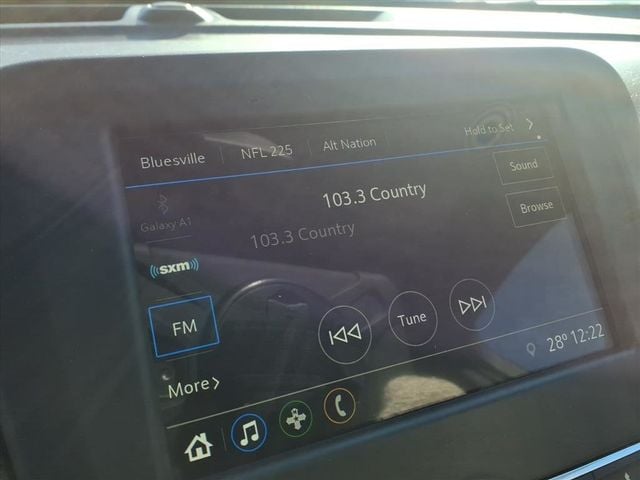 Bluesville NFL 225 Alt Nation Hold to Set
Galaxy A1
103.3 Country
Sound
103.3 Country
Browse
sxm
FM
Tune
More
28° 12:22